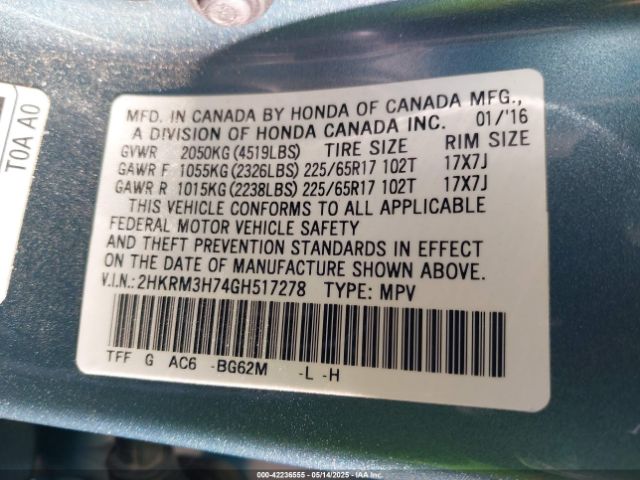 T0A A0
MFD. IN CANADA BY HONDA OF CANADA MFG.,
A DIVISION OF HONDA CANADA INC. 01/'16
GVWR 2050KG (4519LBS) TIRE SIZE RIM SIZE
GAWR F 1055KG (2326LBS) 225/65R17 102T 17X7J
GAWR R 1015KG (2238LBS) 225/65R17 102T 17X7J
THIS VEHICLE CONFORMS TO ALL APPLICABLE
FEDERAL MOTOR VEHICLE SAFETY
AND THEFT PREVENTION STANDARDS IN EFFECT
ON THE DATE OF MANUFACTURE SHOWN ABOVE.
V.I.N.:2HKRM3H74GH517278 TYPE: MPV
TFF G AC6 -BG62M -L -H
000-42236555 - 05/14/2025 - IAAI.COM